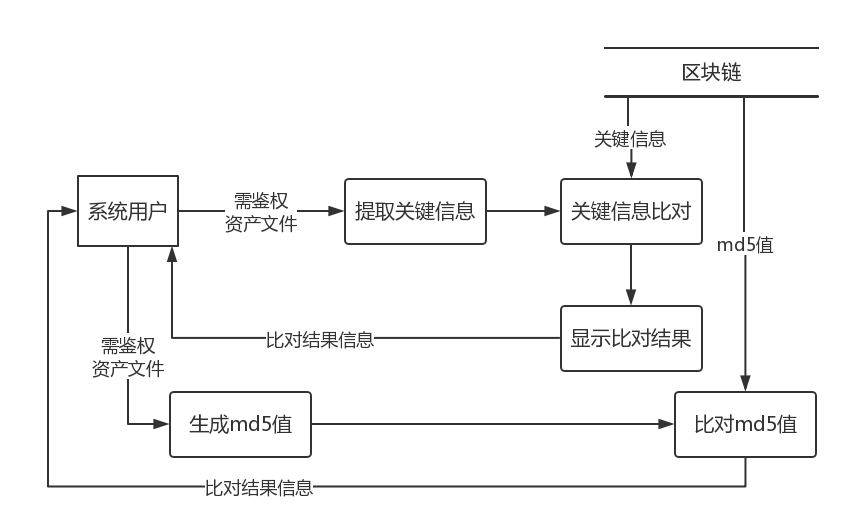 区块链
关键信息
系统用户
需鉴权
资产文件
提取关键信息
关键信息比对
md5值
需鉴权
资产文件
比对结果信息
显示比对结果
生成md5值
比对md5值
比对结果信息